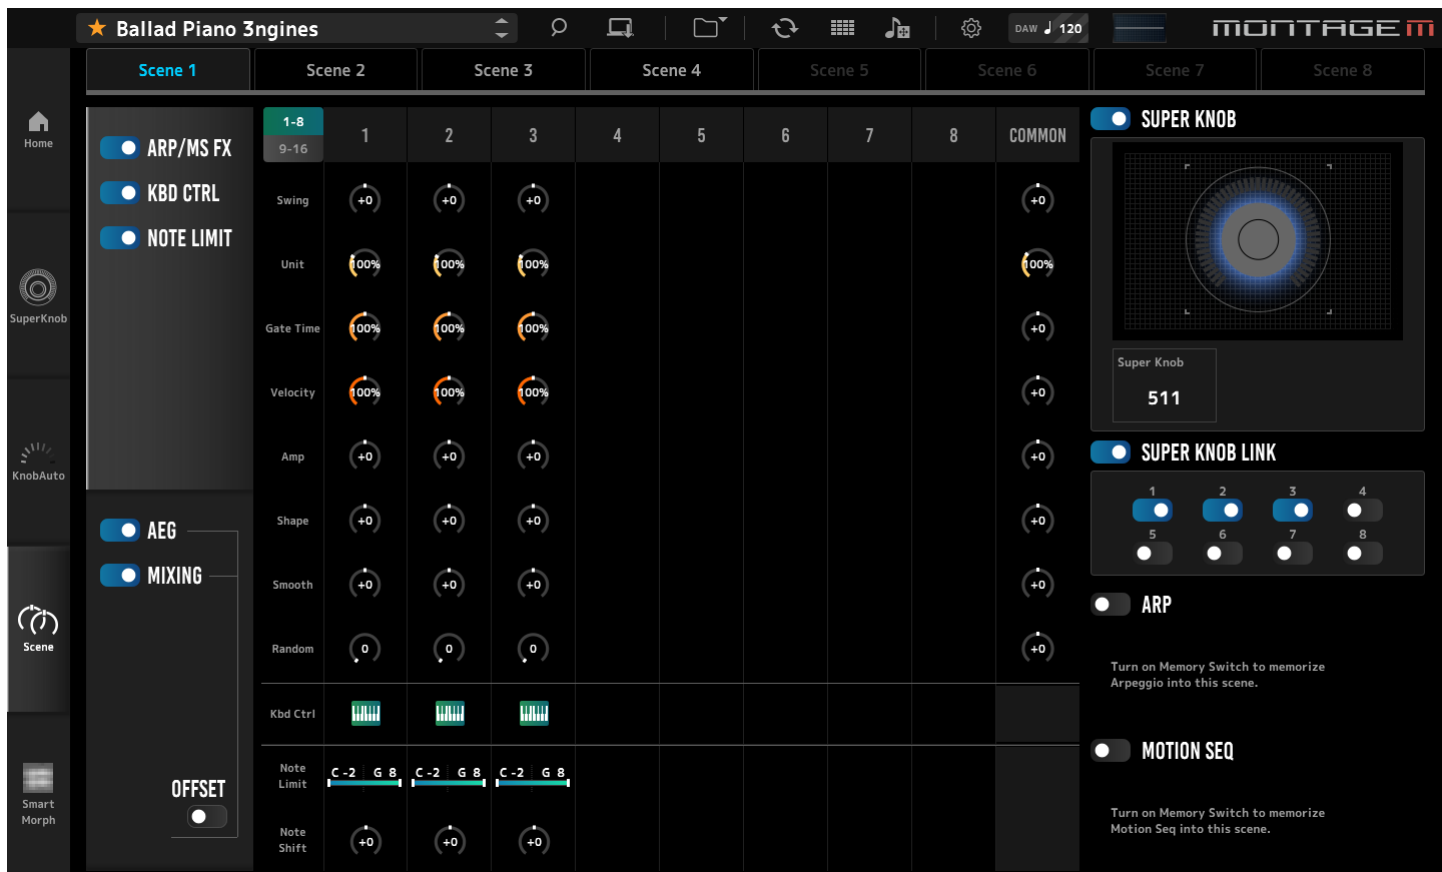 ★ Ballad Piano 3ngines
DAW ♩ 120
MONTAGE M
Scene 1 Scene 2 Scene 3 Scene 4 Scene 5 Scene 6 Scene 7 Scene 8
Home
SuperKnob
KnobAuto
Scene
Smart
Morph
ARP/MS FX
KBD CTRL
NOTE LIMIT
AEG
MIXING
OFFSET
1-8
9-16
1 2 3 4 5 6 7 8 COMMON
Swing +0 +0 +0 +0
Unit 100% 100% 100% 100%
Gate Time 100% 100% 100% +0
Velocity 100% 100% 100% +0
Amp +0 +0 +0 +0
Shape +0 +0 +0 +0
Smooth +0 +0 +0 +0
Random 0 0 0 +0
Kbd Ctrl
Note
Limit
C -2 G 8 C -2 G 8 C -2 G 8
Note
Shift
+0 +0 +0
SUPER KNOB
Super Knob
511
SUPER KNOB LINK
1 2 3 4
5 6 7 8
ARP
Turn on Memory Switch to memorize
Arpeggio into this scene.
MOTION SEQ
Turn on Memory Switch to memorize
Motion Seq into this scene.